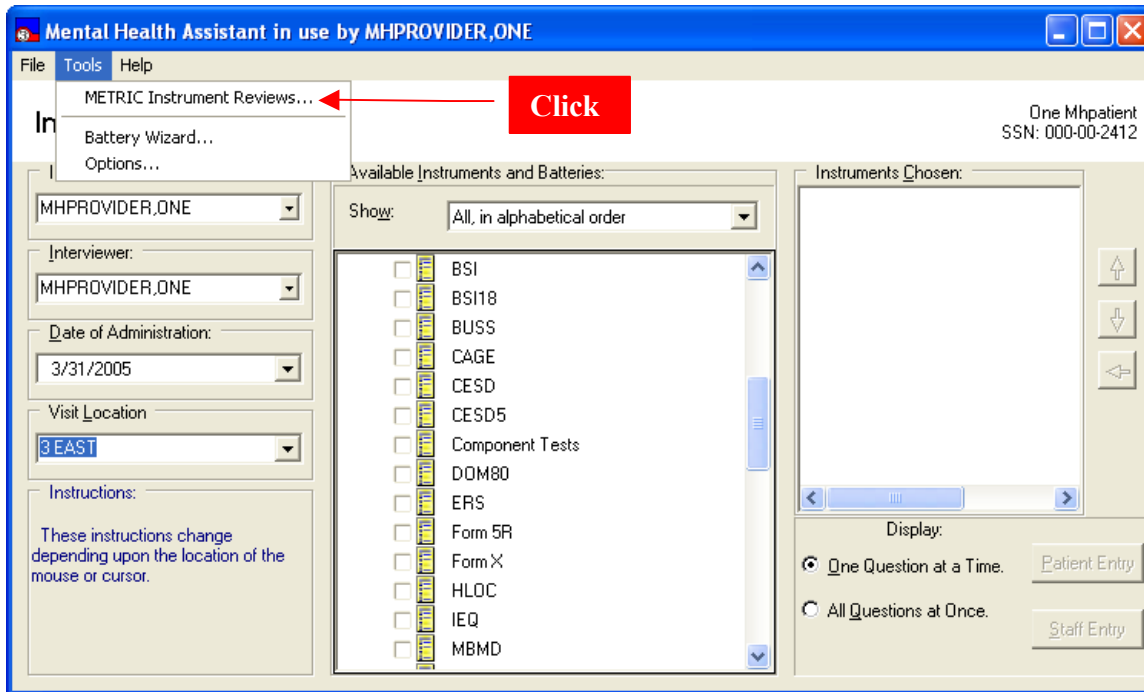 Mental Health Assistant in use by MHPROVIDER,ONE
File Tools Help
METRIC Instrument Reviews...
Click
Battery Wizard...
Options...
In
One Mhpatient
SSN: 000-00-2412
MHPROVIDER,ONE
Interviewer:
MHPROVIDER,ONE
Date of Administration:
3/31/2005
Visit Location
3 EAST
Instructions:
These instructions change
depending upon the location of the
mouse or cursor.
Available Instruments and Batteries:
Show: All, in alphabetical order
BSI
BSI18
BUSS
CAGE
CESD
CESD5
Component Tests
DOM80
ERS
Form 5R
Form X
HLOC
IEQ
MBMD
Instruments Chosen:
Display:
One Question at a Time.
All Questions at Once.
Patient Entry
Staff Entry